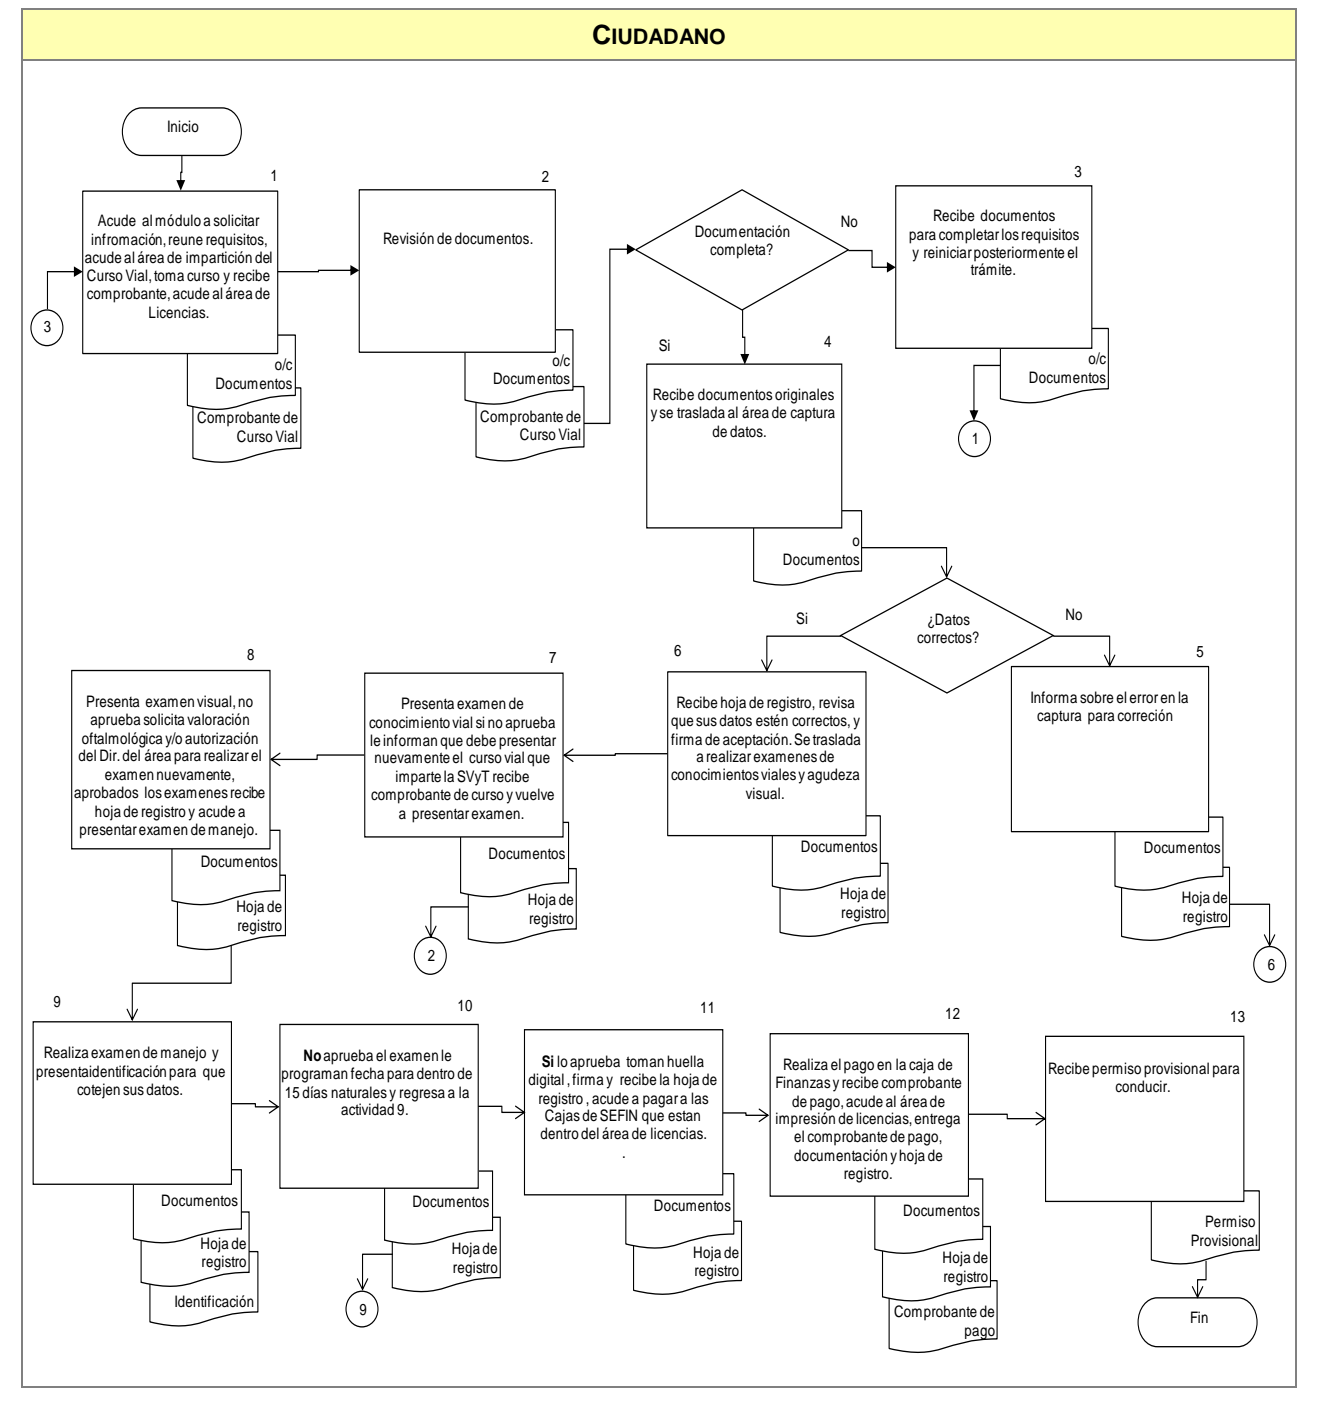 CIUDADANO
Inicio
1
Acude al módulo a solicitar
infromación, reune requisitos,
acude al área de impartición del
Curso Vial, toma curso y recibe
comprobante, acude al área de
Licencias.
3
o/c
Documentos
Comprobante de
Curso Vial
2
Revisión de documentos.
o/c
Documentos
Comprobante de
Curso Vial
Documentación
completa?
No
Si
3
Recibe documentos
para completar los requisitos
y reiniciar posteriormente el
trámite.
o/c
Documentos
1
4
Recibe documentos originales
y se traslada al área de captura
de datos.
o
Documentos
¿Datos
correctos?
Si
No
5
Informa sobre el error en la
captura para correción
Documentos
Hoja de
registro
6
6
Recibe hoja de registro, revisa
que sus datos estén correctos, y
firma de aceptación. Se traslada
a realizar examenes de
conocimientos viales y agudeza
visual.
Documentos
Hoja de
registro
7
Presenta examen de
conocimiento vial si no aprueba
le informan que debe presentar
nuevamente el curso vial que
imparte la SVyT recibe
comprobante de curso y vuelve
a presentar examen.
Documentos
Hoja de
registro
2
8
Presenta examen visual, no
aprueba solicita valoración
oftalmológica y/o autorización
del Dir. del área para realizar el
examen nuevamente,
aprobados los examenes recibe
hoja de registro y acude a
presentar examen de manejo.
Documentos
Hoja de
registro
9
Realiza examen de manejo y
presentaidentificación para que
cotejen sus datos.
Documentos
Hoja de
registro
Identificación
10
No aprueba el examen le
programan fecha para dentro de
15 días naturales y regresa a la
actividad 9.
Documentos
Hoja de
registro
9
11
Si lo aprueba toman huella
digital , firma y recibe la hoja de
registro , acude a pagar a las
Cajas de SEFIN que estan
dentro del área de licencias.
.
Documentos
Hoja de
registro
12
Realiza el pago en la caja de
Finanzas y recibe comprobante
de pago, acude al área de
impresión de licencias, entrega
el comprobante de pago,
documentación y hoja de
registro.
Documentos
Hoja de
registro
Comprobante de
pago
13
Recibe permiso provisional para
conducir.
Permiso
Provisional
Fin